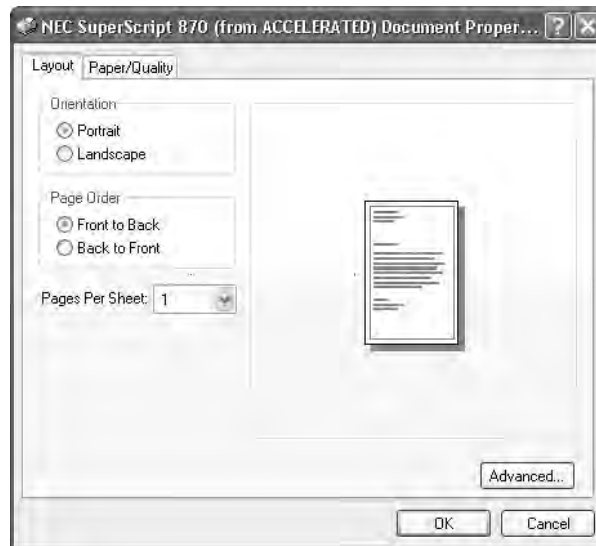 NEC SuperScript 870 (from ACCELERATED) Document Proper... ? X
Layout Paper/Quality
Orientation
Portrait
Landscape
Page Order
Front to Back
Back to Front
Pages Per Sheet: 1
Advanced...
OK Cancel